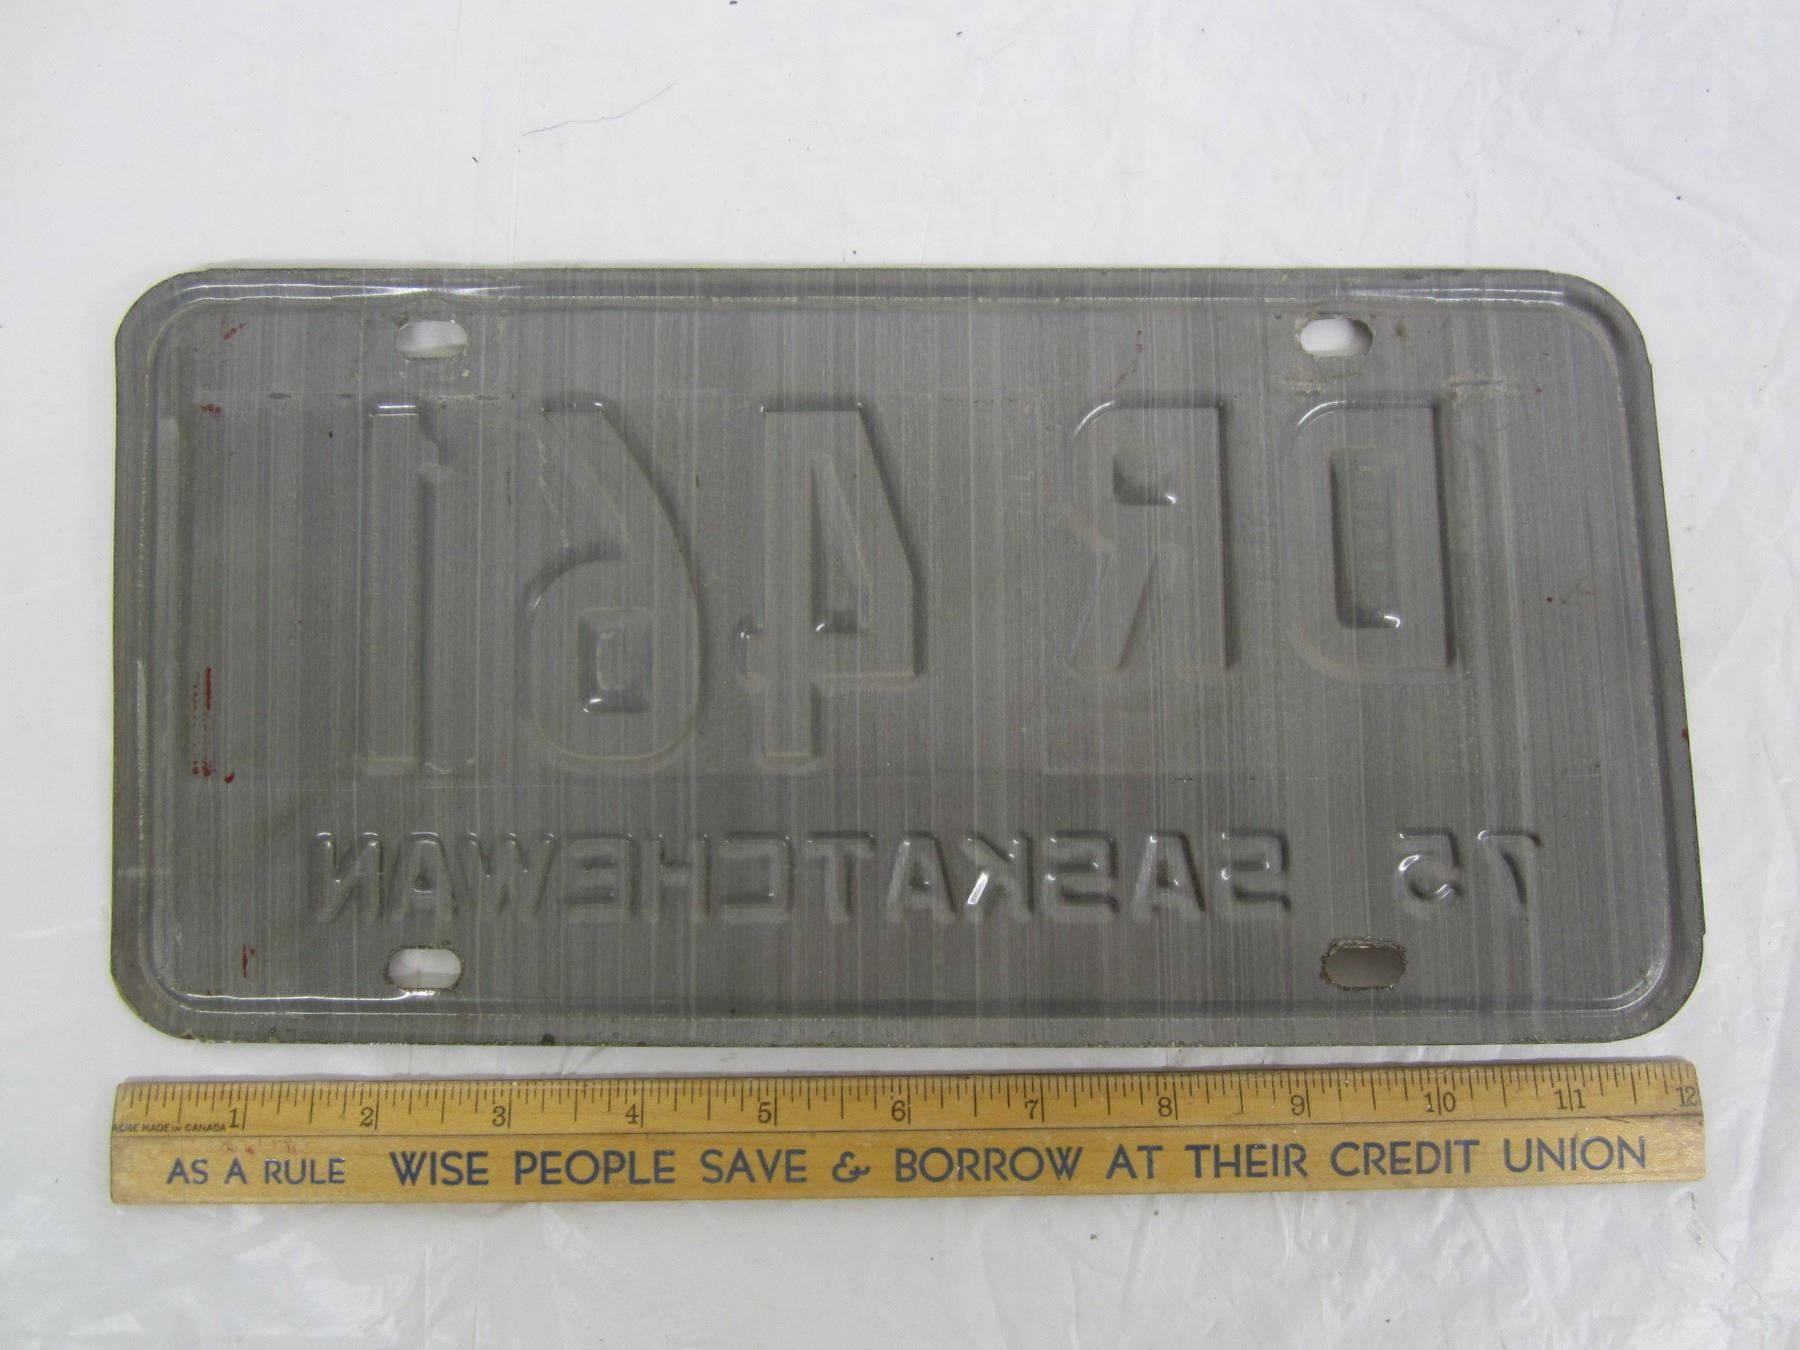 DR 461
75 SASKATCHEWAN
1 2 3 4 5 6 7 8 9 10 11 12
ACME MADE IN CANADA
AS A RULE WISE PEOPLE SAVE & BORROW AT THEIR CREDIT UNION